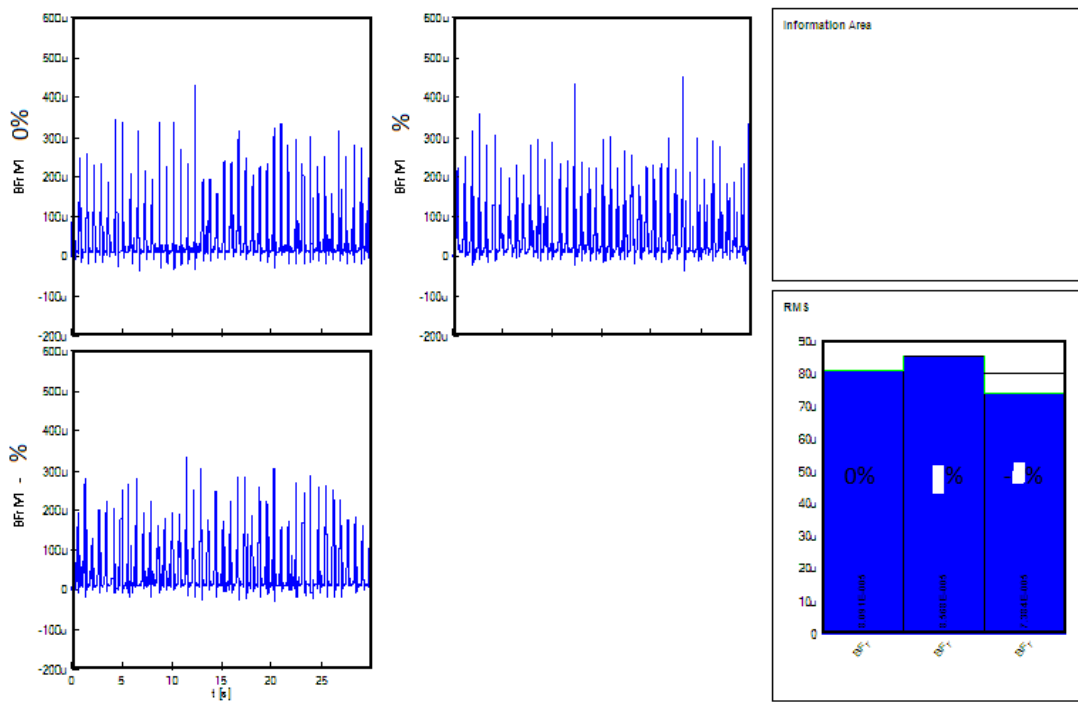 600u
500u
400u
300u
200u
100u
0
-100u
-200u
BFr [V] 0%
600u
500u
400u
300u
200u
100u
0
-100u
-200u
BFr [V] %
Information Area
600u
500u
400u
300u
200u
100u
0
-100u
-200u
BFr [V] - %
0 5 10 15 20 25
t [s]
RMS
90u
80u
70u
60u
50u
40u
30u
20u
10u
0
0% % - %
BFr BFr BFr